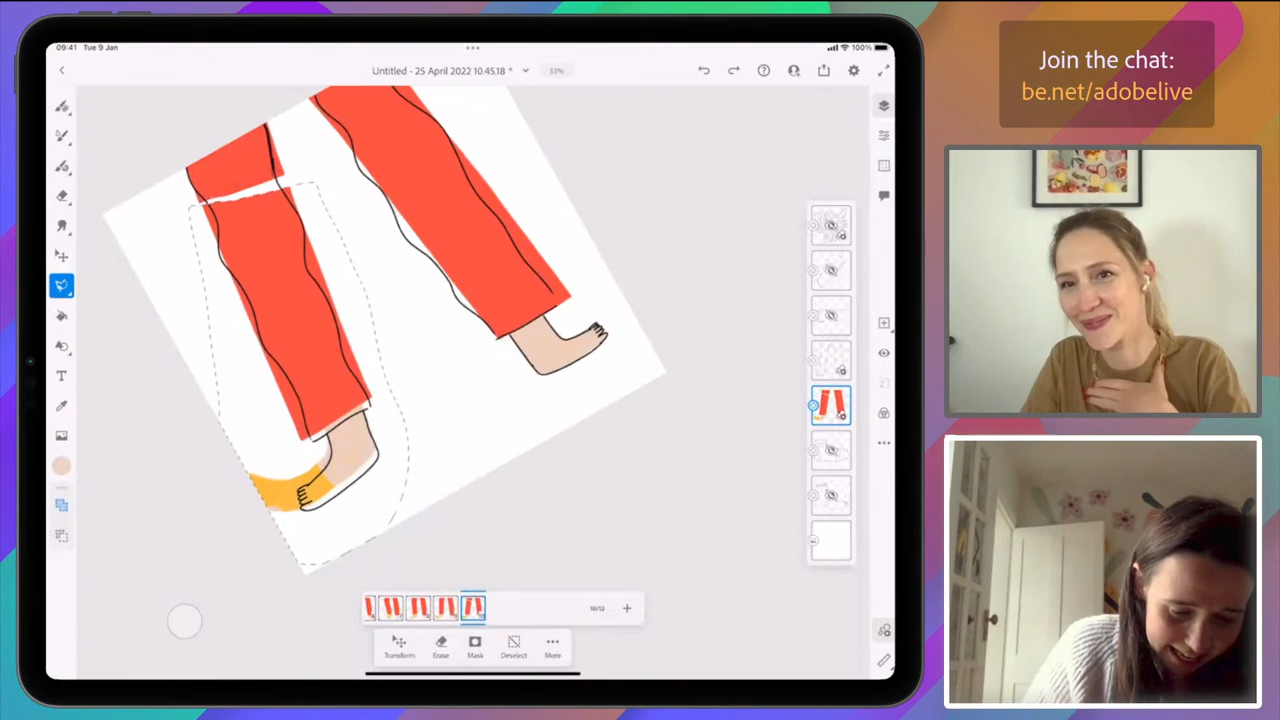 09:41 Tue 9 Jan
100%
Untitled - 25 April 2022 10.45.18 *
33%
Join the chat:
be.net/adobelive
T
10/12
Transform
Erase
Mask
Deselect
More